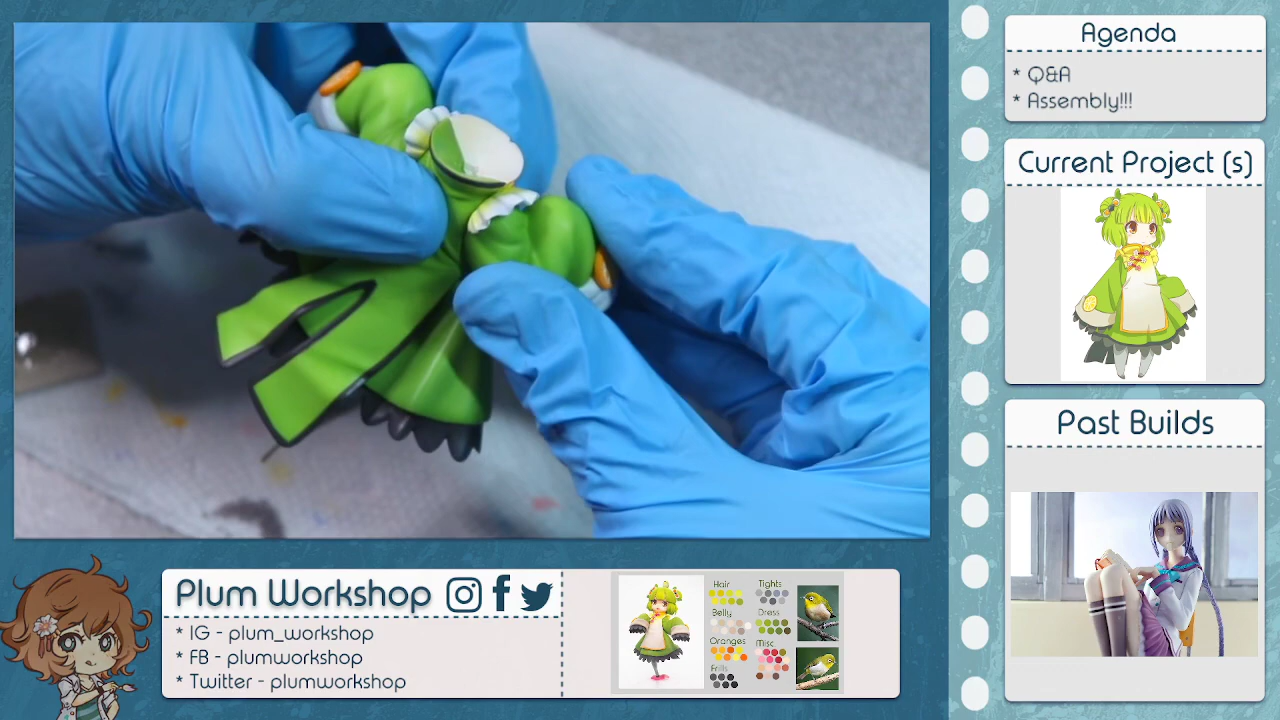 Agenda
* Q&A
* Assembly!!!
Current Project (s)
Past Builds
Plum Workshop
* IG - plum_workshop
* FB - plumworkshop
* Twitter - plumworkshop
Hair
Tights
Belly
Dress
Oranges
Misc
Frills